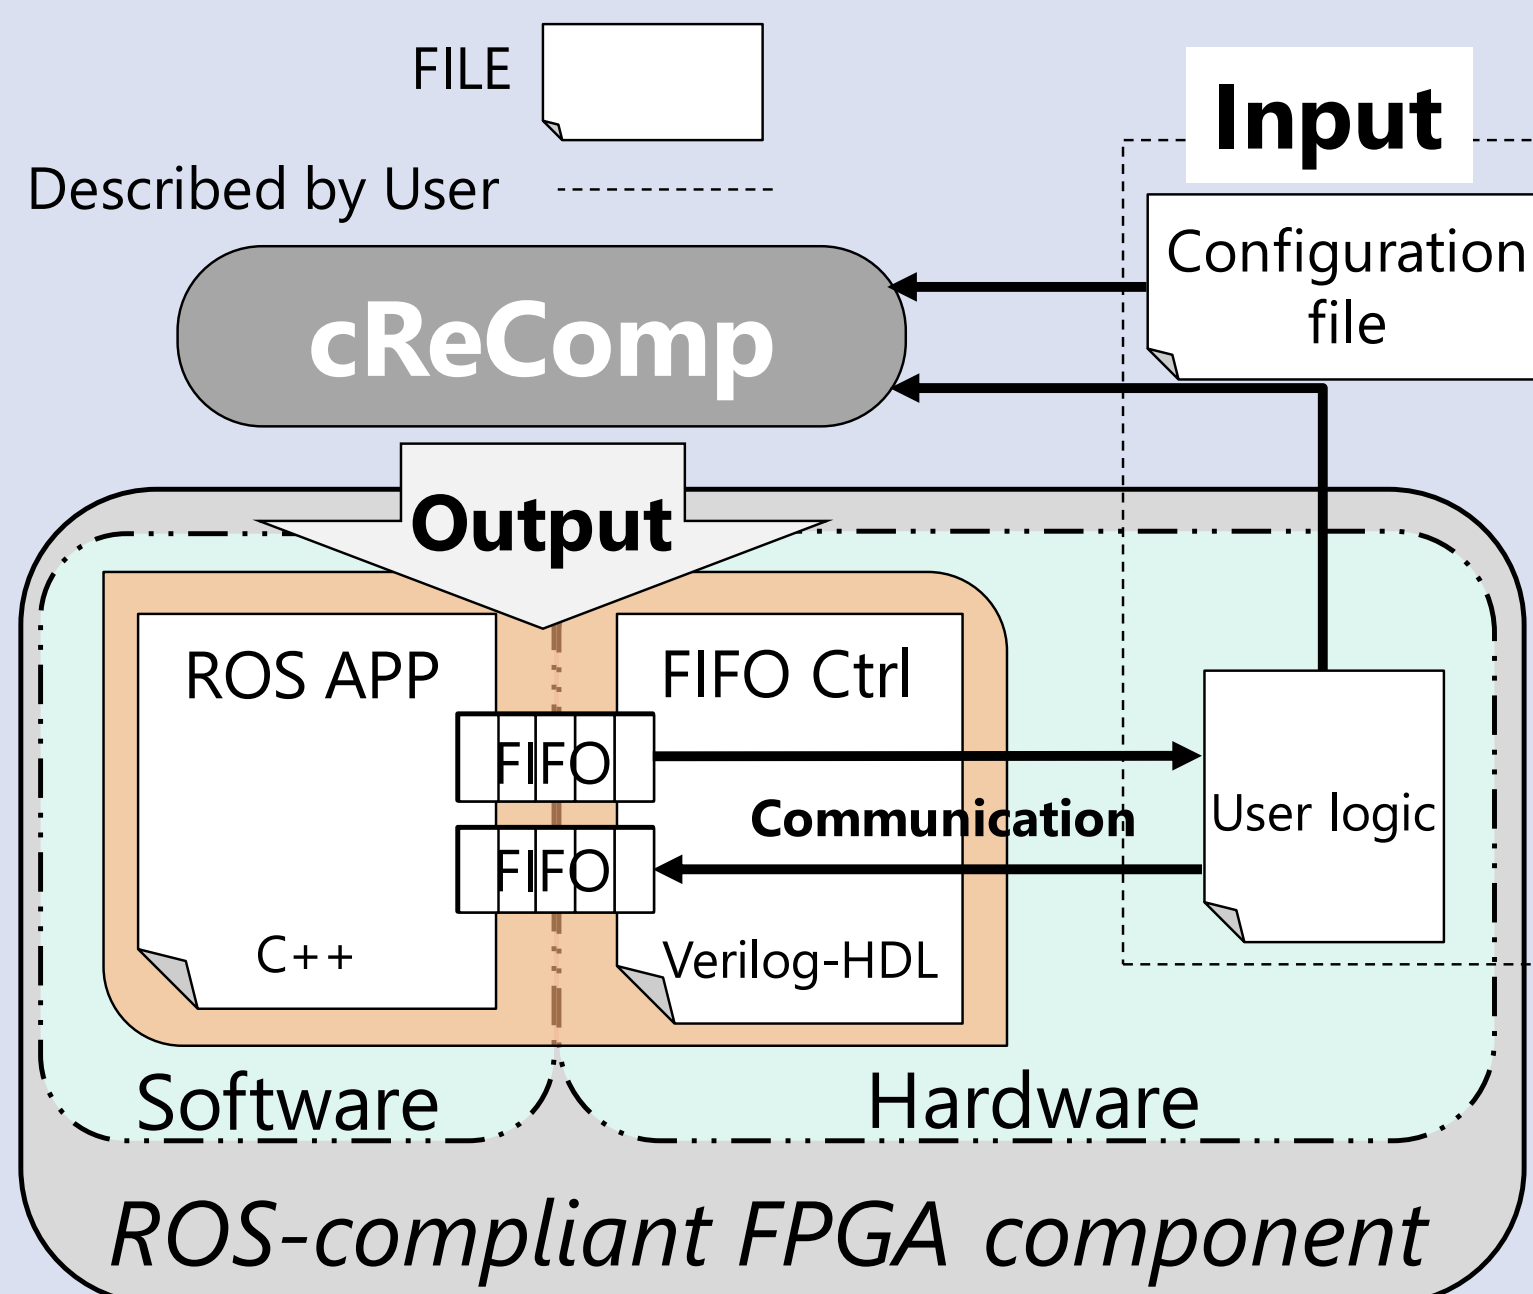 FILE
Input
Described by User
Configuration
file
cReComp
Output
ROS APP
FIFO Ctrl
FIFO
Communication
User logic
FIFO
C++
Verilog-HDL
Software
Hardware
ROS-compliant FPGA component